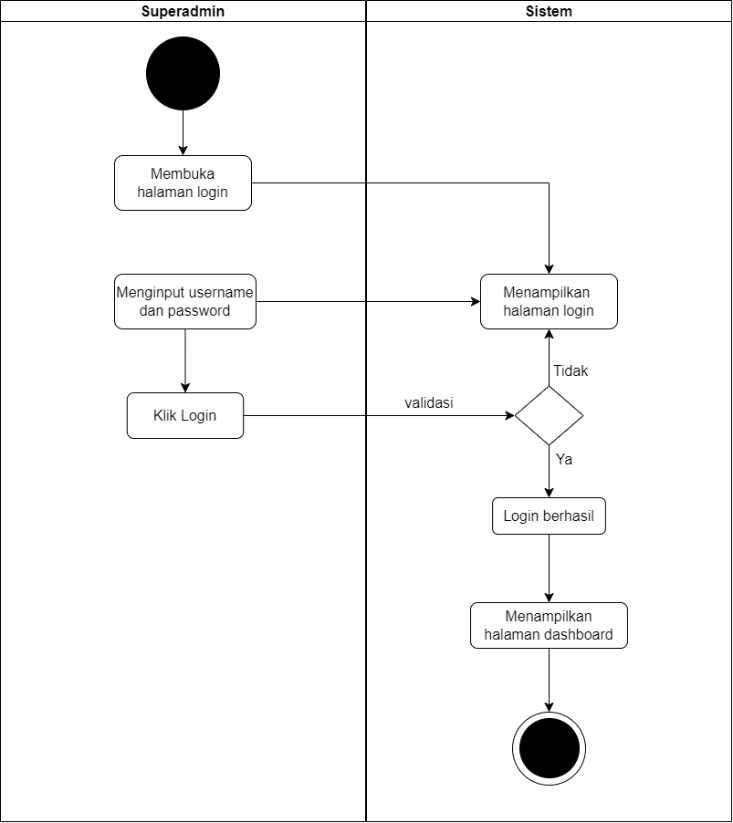 Superadmin
Sistem
Membuka
halaman login
Menginput username
dan password
Menampilkan
halaman login
Tidak
Klik Login
validasi
Ya
Login berhasil
Menampilkan
halaman dashboard